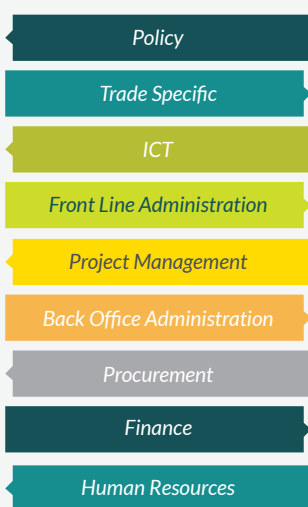 Policy
Trade Specific
ICT
Front Line Administration
Project Management
Back Office Administration
Procurement
Finance
Human Resources